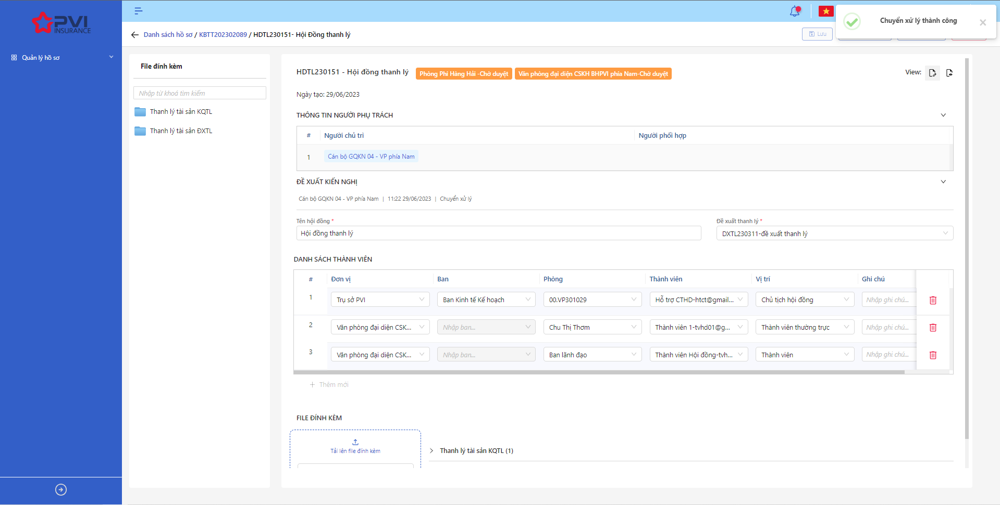 PVI
INSURANCE
Quản lý hồ sơ
Chuyển xử lý thành công
Danh sách hồ sơ / KBTT202302089 / HDTL230151- Hội Đồng thanh lý
Lưu
File đính kèm
Nhập từ khoá tìm kiếm
Thanh lý tài sản KQTL
Thanh lý tài sản ĐXTL
HDTL230151 - Hội đồng thanh lý
Phòng Phi Hàng Hải -Chờ duyệt
Văn phòng đại diện CSKH BHPVI phía Nam-Chờ duyệt
View:
Ngày tạo: 29/06/2023
THÔNG TIN NGƯỜI PHỤ TRÁCH
# Người chủ trì Người phối hợp
1 Cán bộ GQKN 04 - VP phía Nam
ĐỀ XUẤT KIẾN NGHỊ
Cán bộ GQKN 04 - VP phía Nam | 11:22 29/06/2023 | Chuyển xử lý
Tên hội đồng * Đề xuất thanh lý *
Hội đồng thanh lý DXTL230311-đề xuất thanh lý
DANH SÁCH THÀNH VIÊN
# Đơn vị Ban Phòng Thành viên Vị trí Ghi chú
1 Trụ sở PVI Ban Kinh tế Kế hoạch 00.VP301029 Hỗ trợ CTHD-htct@gmail... Chủ tịch hội đồng Nhập ghi chú...
2 Văn phòng đại diện CSK... Nhập ban... Chu Thị Thơm Thành viên 1-tvhd01@g... Thành viên thường trực Nhập ghi chú...
3 Văn phòng đại diện CSK... Nhập ban... Ban lãnh đạo Thành viên Hội đồng-tvh... Thành viên Nhập ghi chú...
+ Thêm mới
FILE ĐÍNH KÈM
Tải lên file đính kèm
Thanh lý tài sản KQTL (1)